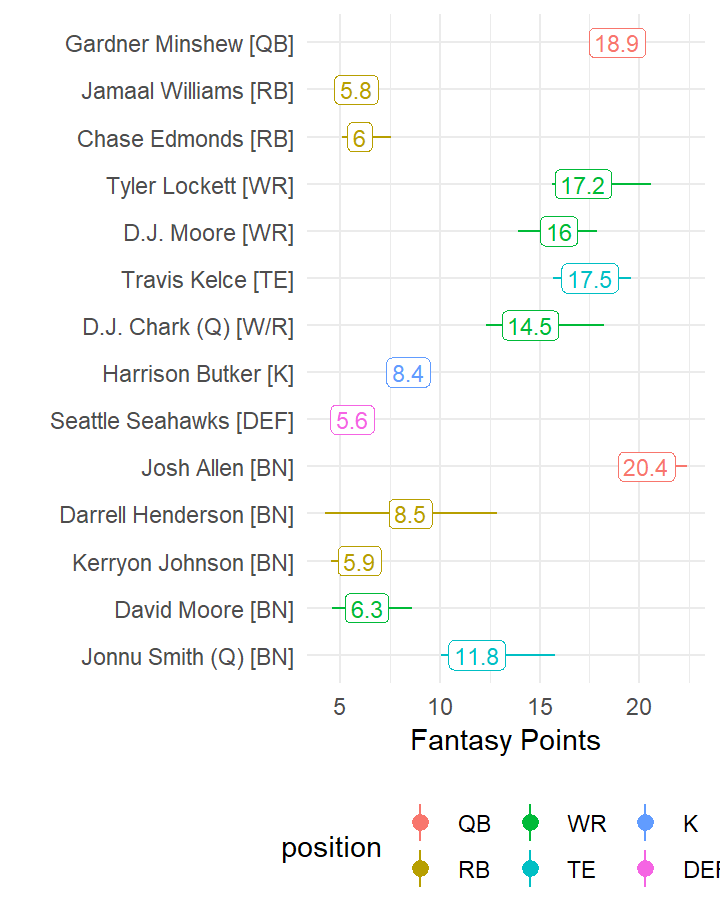 Gardner Minshew [QB] 18.9
Jamaal Williams [RB] 5.8
Chase Edmonds [RB] 6
Tyler Lockett [WR] 17.2
D.J. Moore [WR] 16
Travis Kelce [TE] 17.5
D.J. Chark (Q) [W/R] 14.5
Harrison Butker [K] 8.4
Seattle Seahawks [DEF] 5.6
Josh Allen [BN] 20.4
Darrell Henderson [BN] 8.5
Kerryon Johnson [BN] 5.9
David Moore [BN] 6.3
Jonnu Smith (Q) [BN] 11.8
5 10 15 20
Fantasy Points
position
QB WR K
RB TE DEF